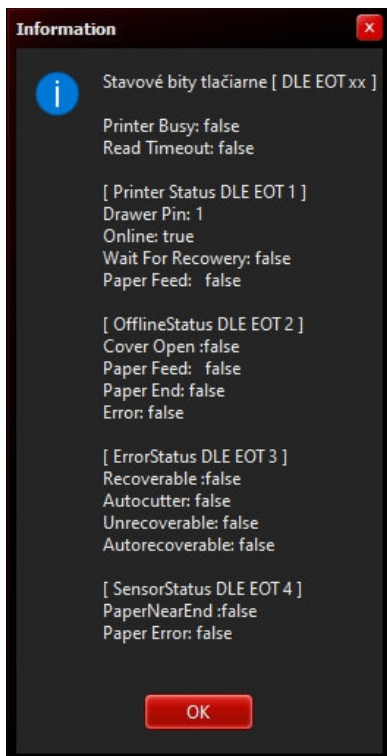 Information
Stavové bity tlačiarne [ DLE EOT xx ]
Printer Busy: false
Read Timeout: false
[ Printer Status DLE EOT 1 ]
Drawer Pin: 1
Online: true
Wait For Recowery: false
Paper Feed:   false
[ OfflineStatus DLE EOT 2 ]
Cover Open :false
Paper Feed:   false
Paper End: false
Error: false
[ ErrorStatus DLE EOT 3 ]
Recoverable :false
Autocutter: false
Unrecoverable: false
Autorecoverable: false
[ SensorStatus DLE EOT 4 ]
PaperNearEnd :false
Paper Error: false
OK